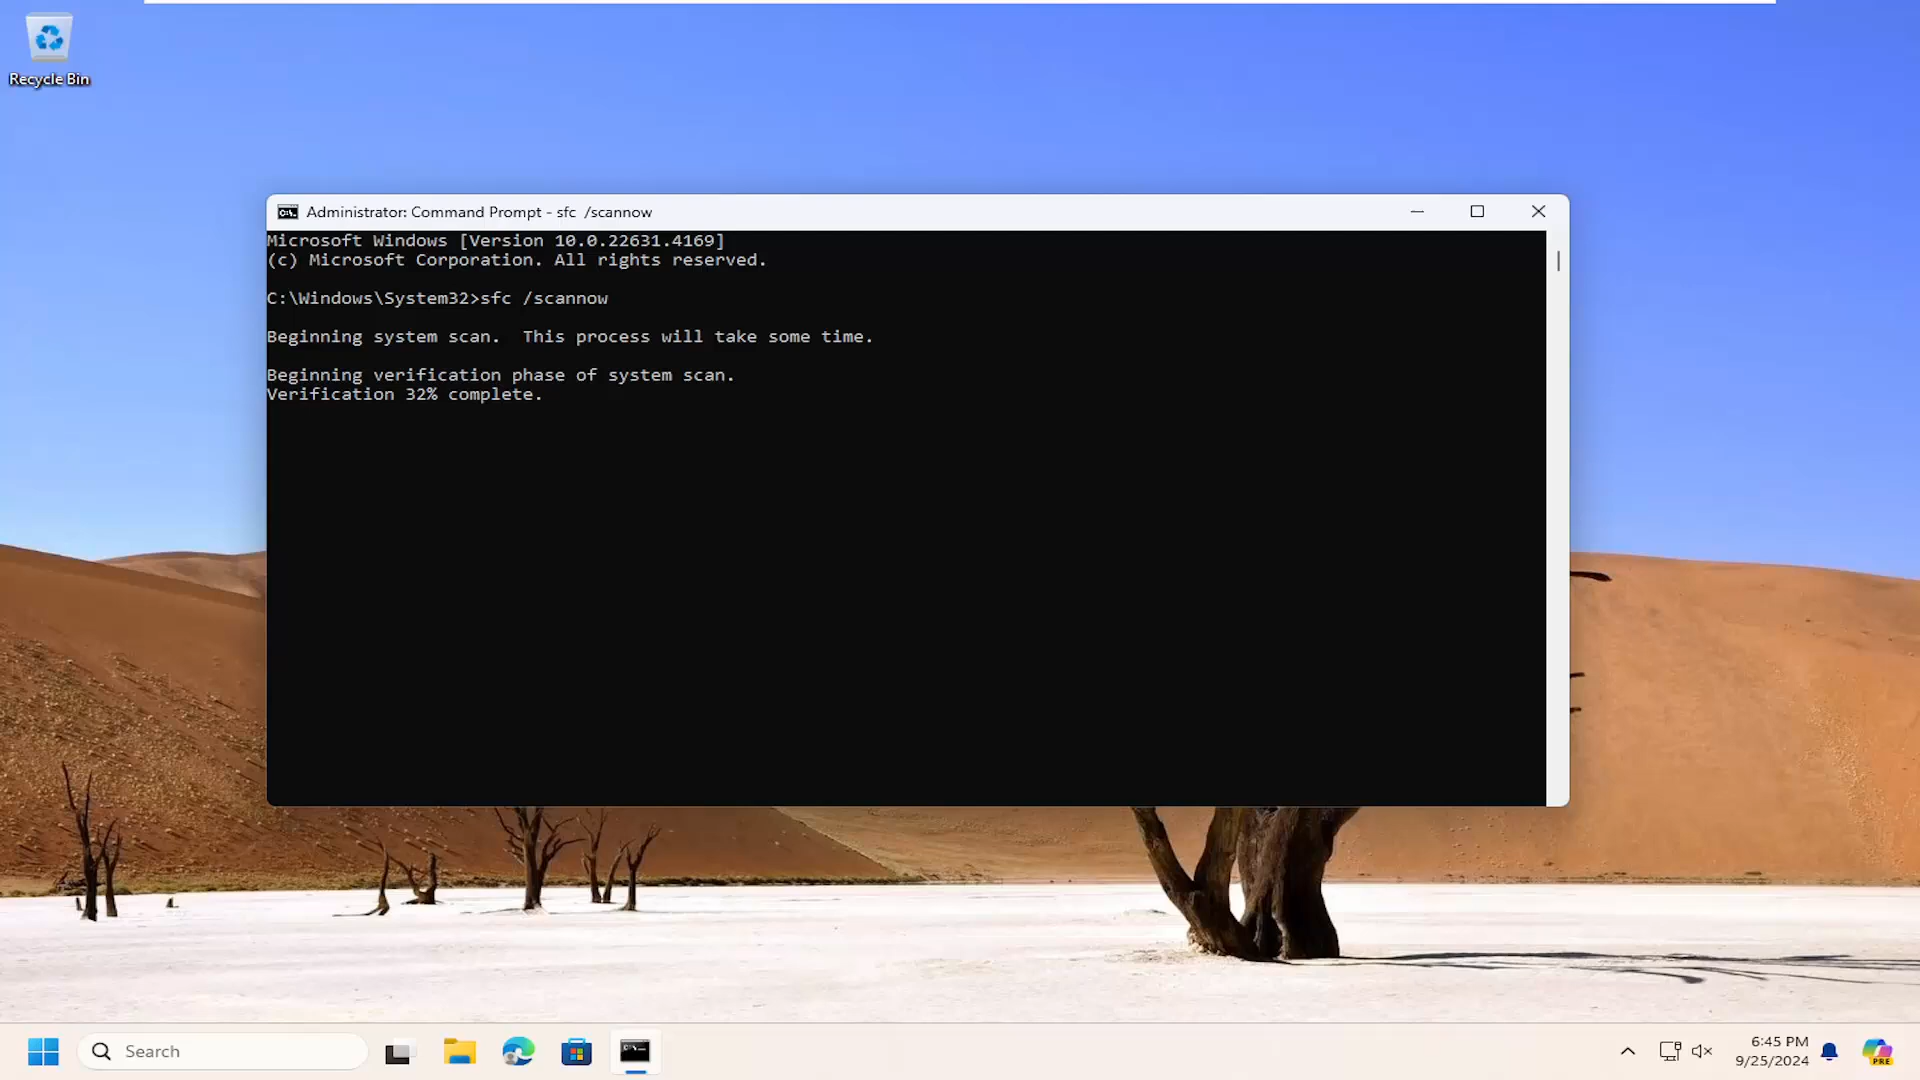 Recycle Bin
Administrator: Command Prompt - sfc  /scannow
Microsoft Windows [Version 10.0.22631.4169]
(c) Microsoft Corporation. All rights reserved.
C:\Windows\System32>sfc /scannow
Beginning system scan.  This process will take some time.
Beginning verification phase of system scan.
Verification 32% complete.
Search
6:45 PM
9/25/2024
PRE